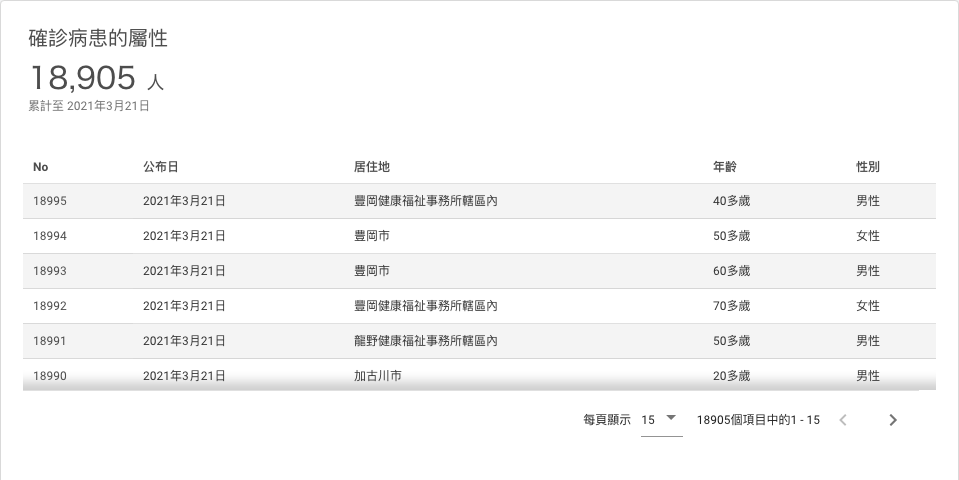 確診病患的屬性
18,905 人
累計至 2021年3月21日
No 公布日 居住地 年齡 性別
18995 2021年3月21日 豐岡健康福祉事務所轄區內 40多歲 男性
18994 2021年3月21日 豊岡市 50多歲 女性
18993 2021年3月21日 豊岡市 60多歲 男性
18992 2021年3月21日 豐岡健康福祉事務所轄區內 70多歲 女性
18991 2021年3月21日 龍野健康福祉事務所轄區內 50多歲 男性
18990 2021年3月21日 加古川市 20多歲 男性
每頁顯示 15 18905個項目中的1 - 15